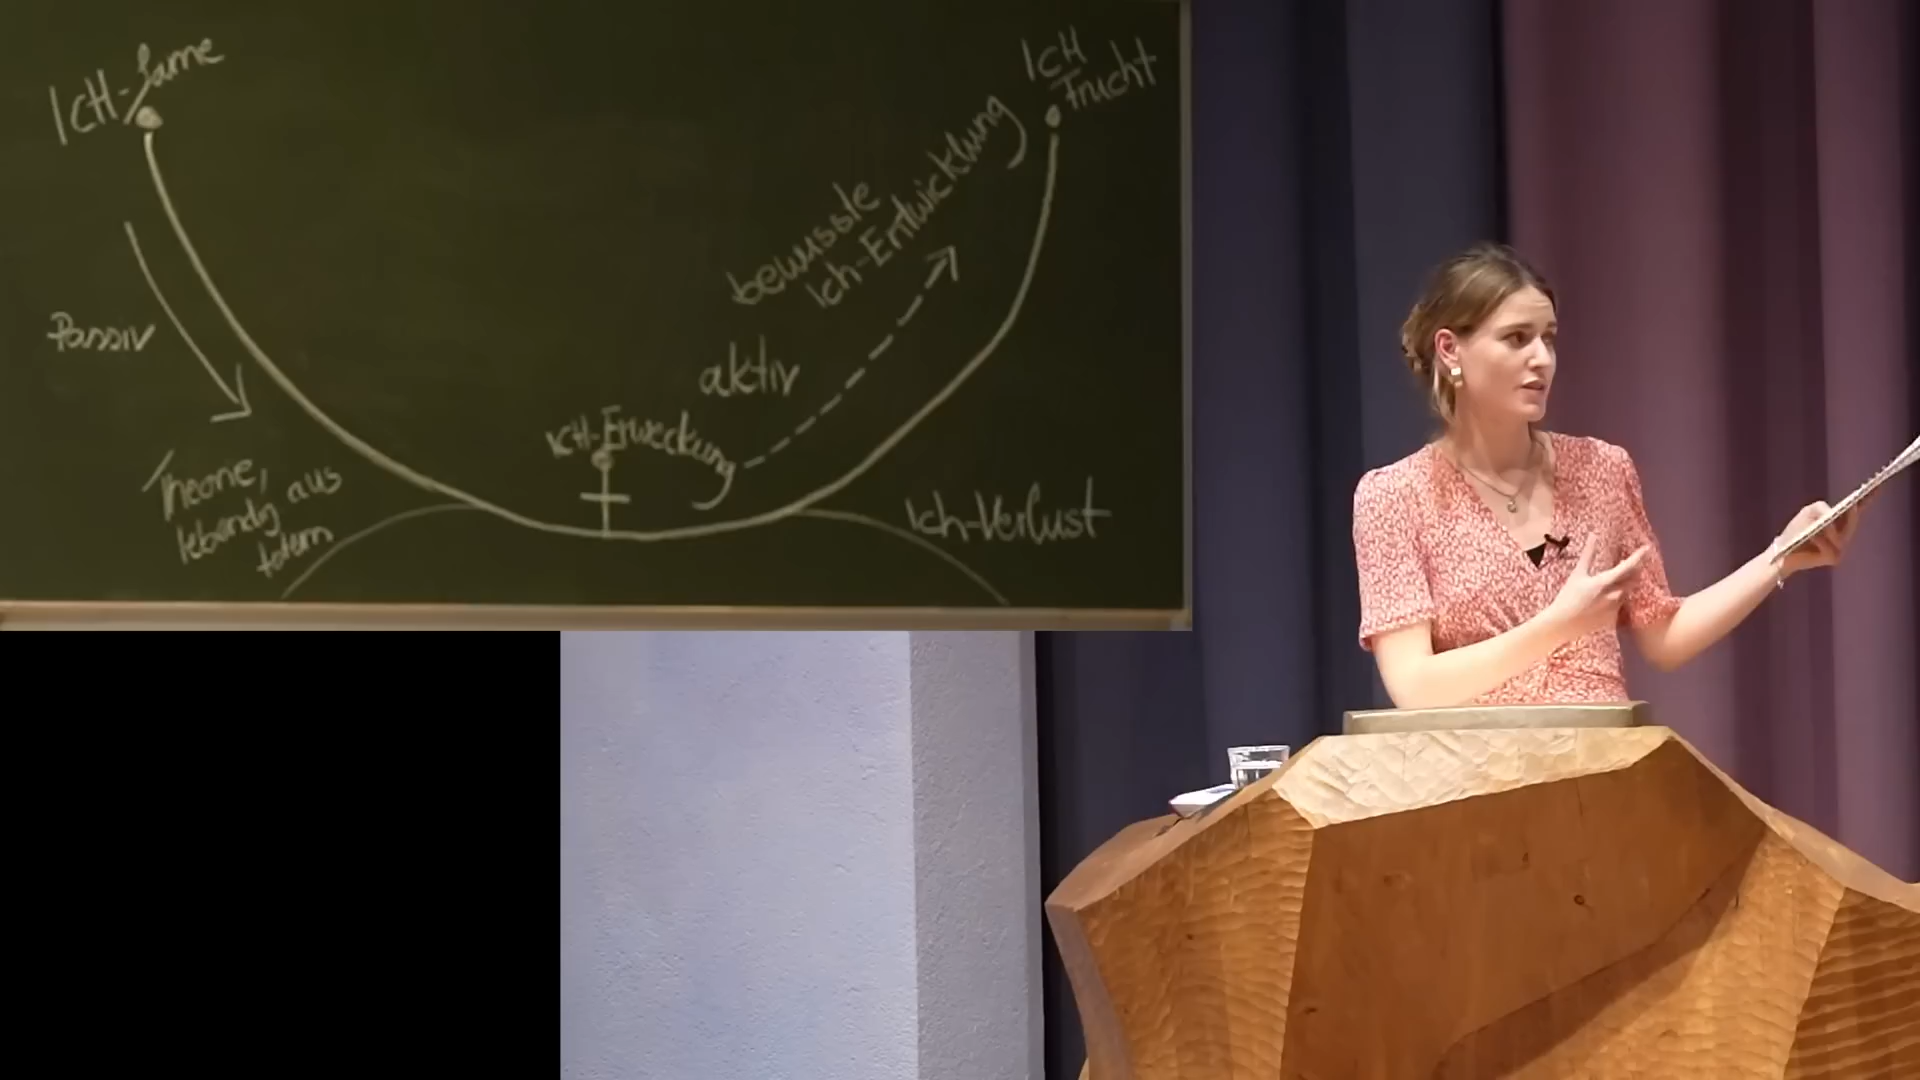 ICH-Same
ICH
Frucht
bewusste
Ich-Entwicklung
Passiv
aktiv
ICH-Erweckung
Theorie,
lebendig aus
totem
Ich-Verlust